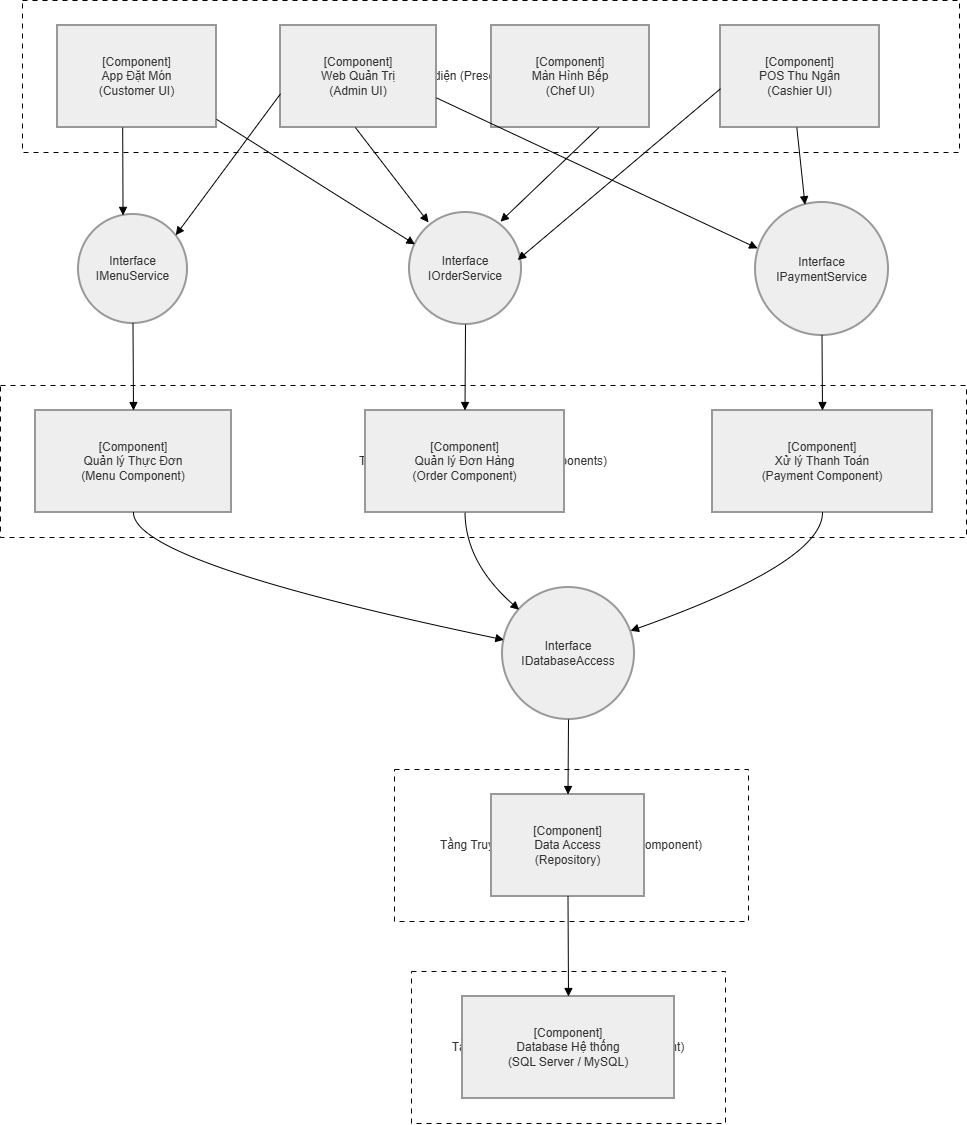 [Component]
App Đặt Món
(Customer UI)
[Component]
Web Quản Trị
(Admin UI)
diện (Pres
[Component]
Màn Hình Bếp
(Chef UI)
[Component]
POS Thu Ngân
(Cashier UI)
Interface
IMenuService
Interface
IOrderService
Interface
IPaymentService
[Component]
Quản lý Thực Đơn
(Menu Component)
[Component]
Quản lý Đơn Hàng
(Order Component)
ponents)
[Component]
Xử lý Thanh Toán
(Payment Component)
Interface
IDatabaseAccess
Tầng Truy
[Component]
Data Access
(Repository)
omponent)
[Component]
Database Hệ thống
(SQL Server / MySQL)